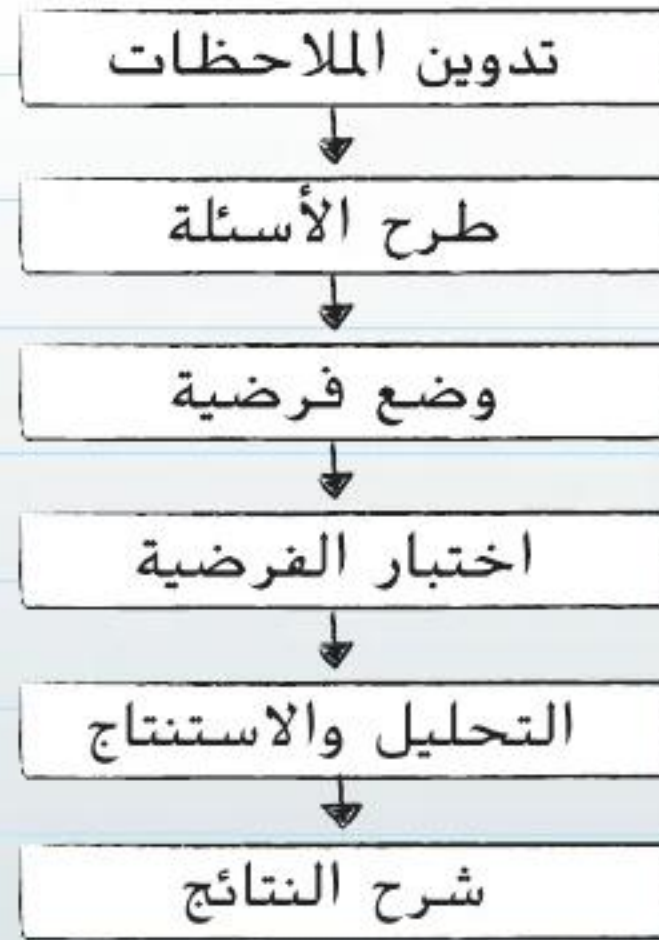 تدوين الملاحظات
طرح الأسئلة
وضع فرضية
اختبار الفرضية
التحليل والاستنتاج
شرح النتائج